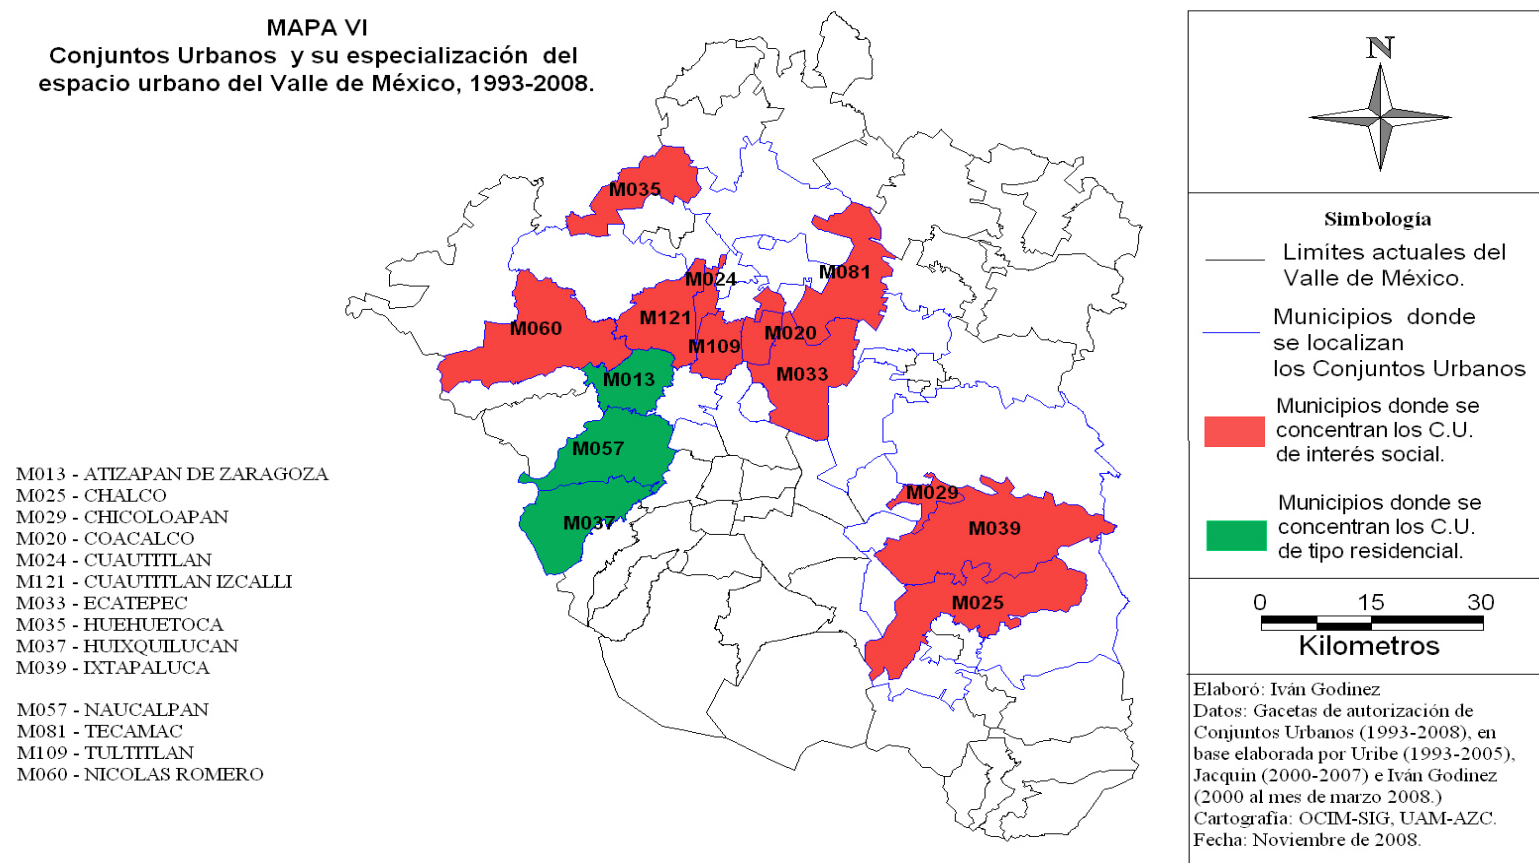 MAPA VI
Conjuntos Urbanos y su especialización del
espacio urbano del Valle de México, 1993-2008.
M035
M024
M081
M060
M121
M020
M109
M013
M033
M057
M029
M037
M039
M025
M013 - ATIZAPAN DE ZARAGOZA
M025 - CHALCO
M029 - CHICOLOAPAN
M020 - COACALCO
M024 - CUAUTITLAN
M121 - CUAUTITLAN IZCALLI
M033 - ECATEPEC
M035 - HUEHUETOCA
M037 - HUIXQUILUCAN
M039 - IXTAPALUCA
M057 - NAUCALPAN
M081 - TECAMAC
M109 - TULTITLAN
M060 - NICOLAS ROMERO
N
Simbología
Limites actuales del
Valle de México.
Municipios donde
se localizan
los Conjuntos Urbanos
Municipios donde se
concentran los C.U.
de interés social.
Municipios donde se
concentran los C.U.
de tipo residencial.
0 15 30
Kilometros
Elaboró: Iván Godinez
Datos: Gacetas de autorización de
Conjuntos Urbanos (1993-2008), en
base elaborada por Uribe (1993-2005),
Jacquin (2000-2007) e Iván Godinez
(2000 al mes de marzo 2008.)
Cartografía: OCIM-SIG, UAM-AZC.
Fecha: Noviembre de 2008.